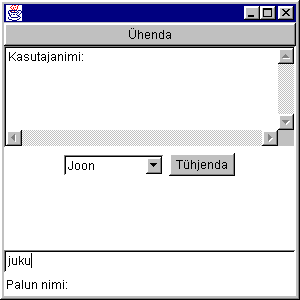 Ühenda
Kasutajanimi:
Joon Tühjenda
juku
Palun nimi: